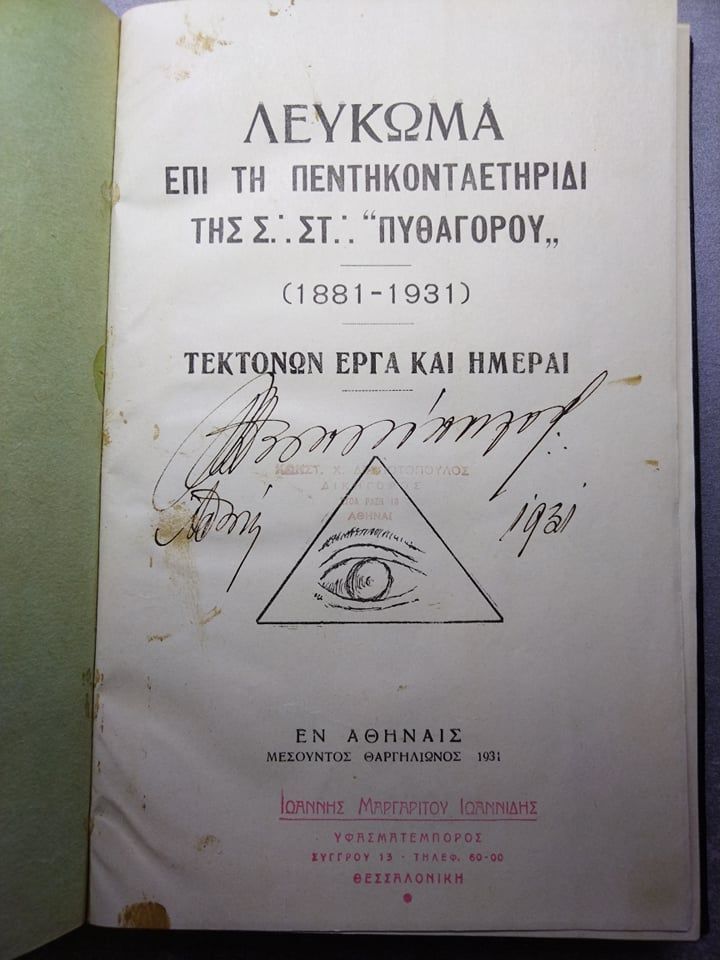 ΛΕΥΚΩΜΑ
ΕΠΙ ΤΗ ΠΕΝΤΗΚΟΝΤΑΕΤΗΡΙΔΙ
ΤΗΣ Σ∴ ΣΤ∴ "ΠΥΘΑΓΟΡΟΥ„
(1881-1931)
ΤΕΚΤΟΝΩΝ ΕΡΓΑ ΚΑΙ ΗΜΕΡΑΙ
ΚΩΝΣΤ. Χ.
ΔΙΚΗΓΟΡΟΣ
ΑΘΗΝΑΙ
1931
ΕΝ ΑΘΗΝΑΙΣ
ΜΕΣΟΥΝΤΟΣ ΘΑΡΓΗΛΙΩΝΟΣ 1931
ΙΩΑΝΝΗΣ ΜΑΡΓΑΡΙΤΟΥ ΙΩΑΝΝΙΔΗΣ
ΥΦΑΣΜΑΤΕΜΠΟΡΟΣ
ΣΥΓΓΡΟΥ 13 - ΤΗΛΕΦ. 60-00
ΘΕΣΣΑΛΟΝΙΚΗ